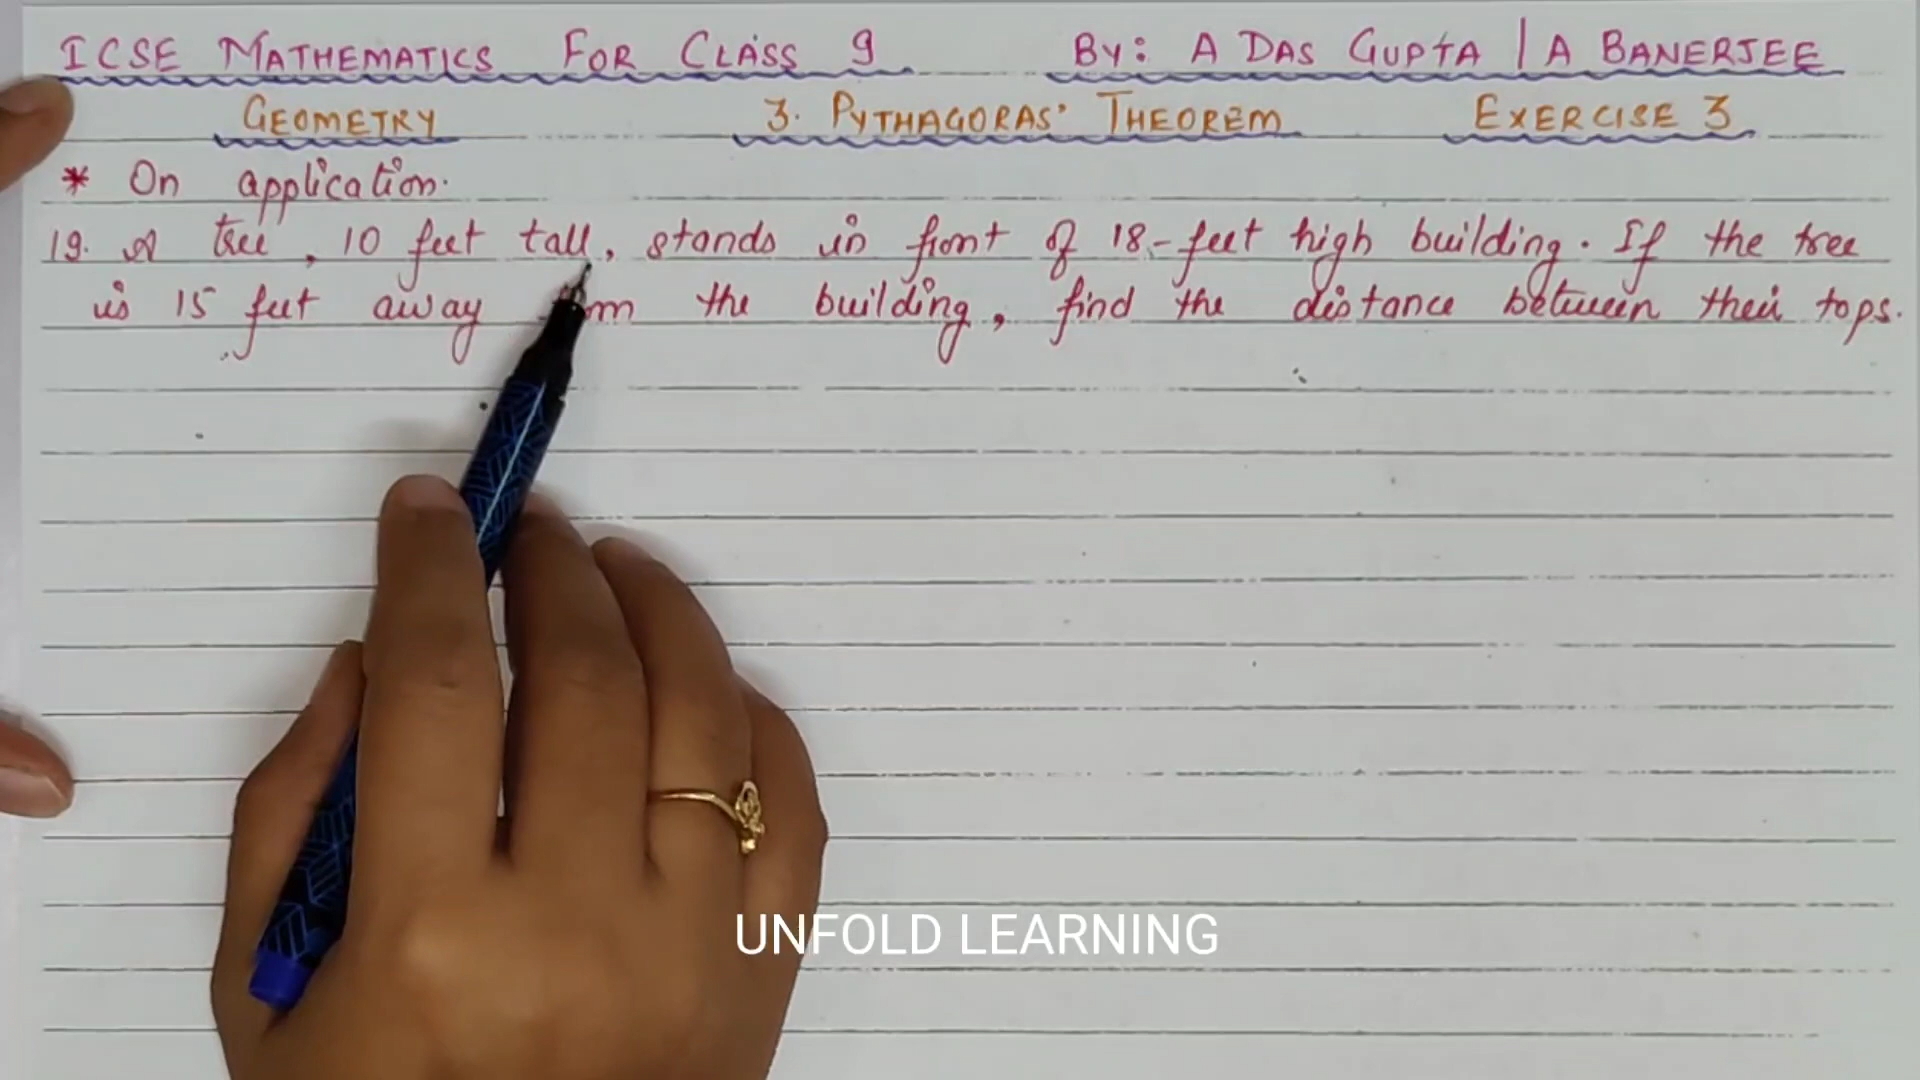 ICSE MATHEMATICS FOR CLASS 9 BY: A DAS GUPTA | A BANERJEE
GEOMETRY 3. PYTHAGORAS' THEOREM EXERCISE 3
* On application.
19. A tree, 10 feet tall, stands in front of 18-feet high building. If the tree
is 15 feet away from the building, find the distance between their tops.
UNFOLD LEARNING